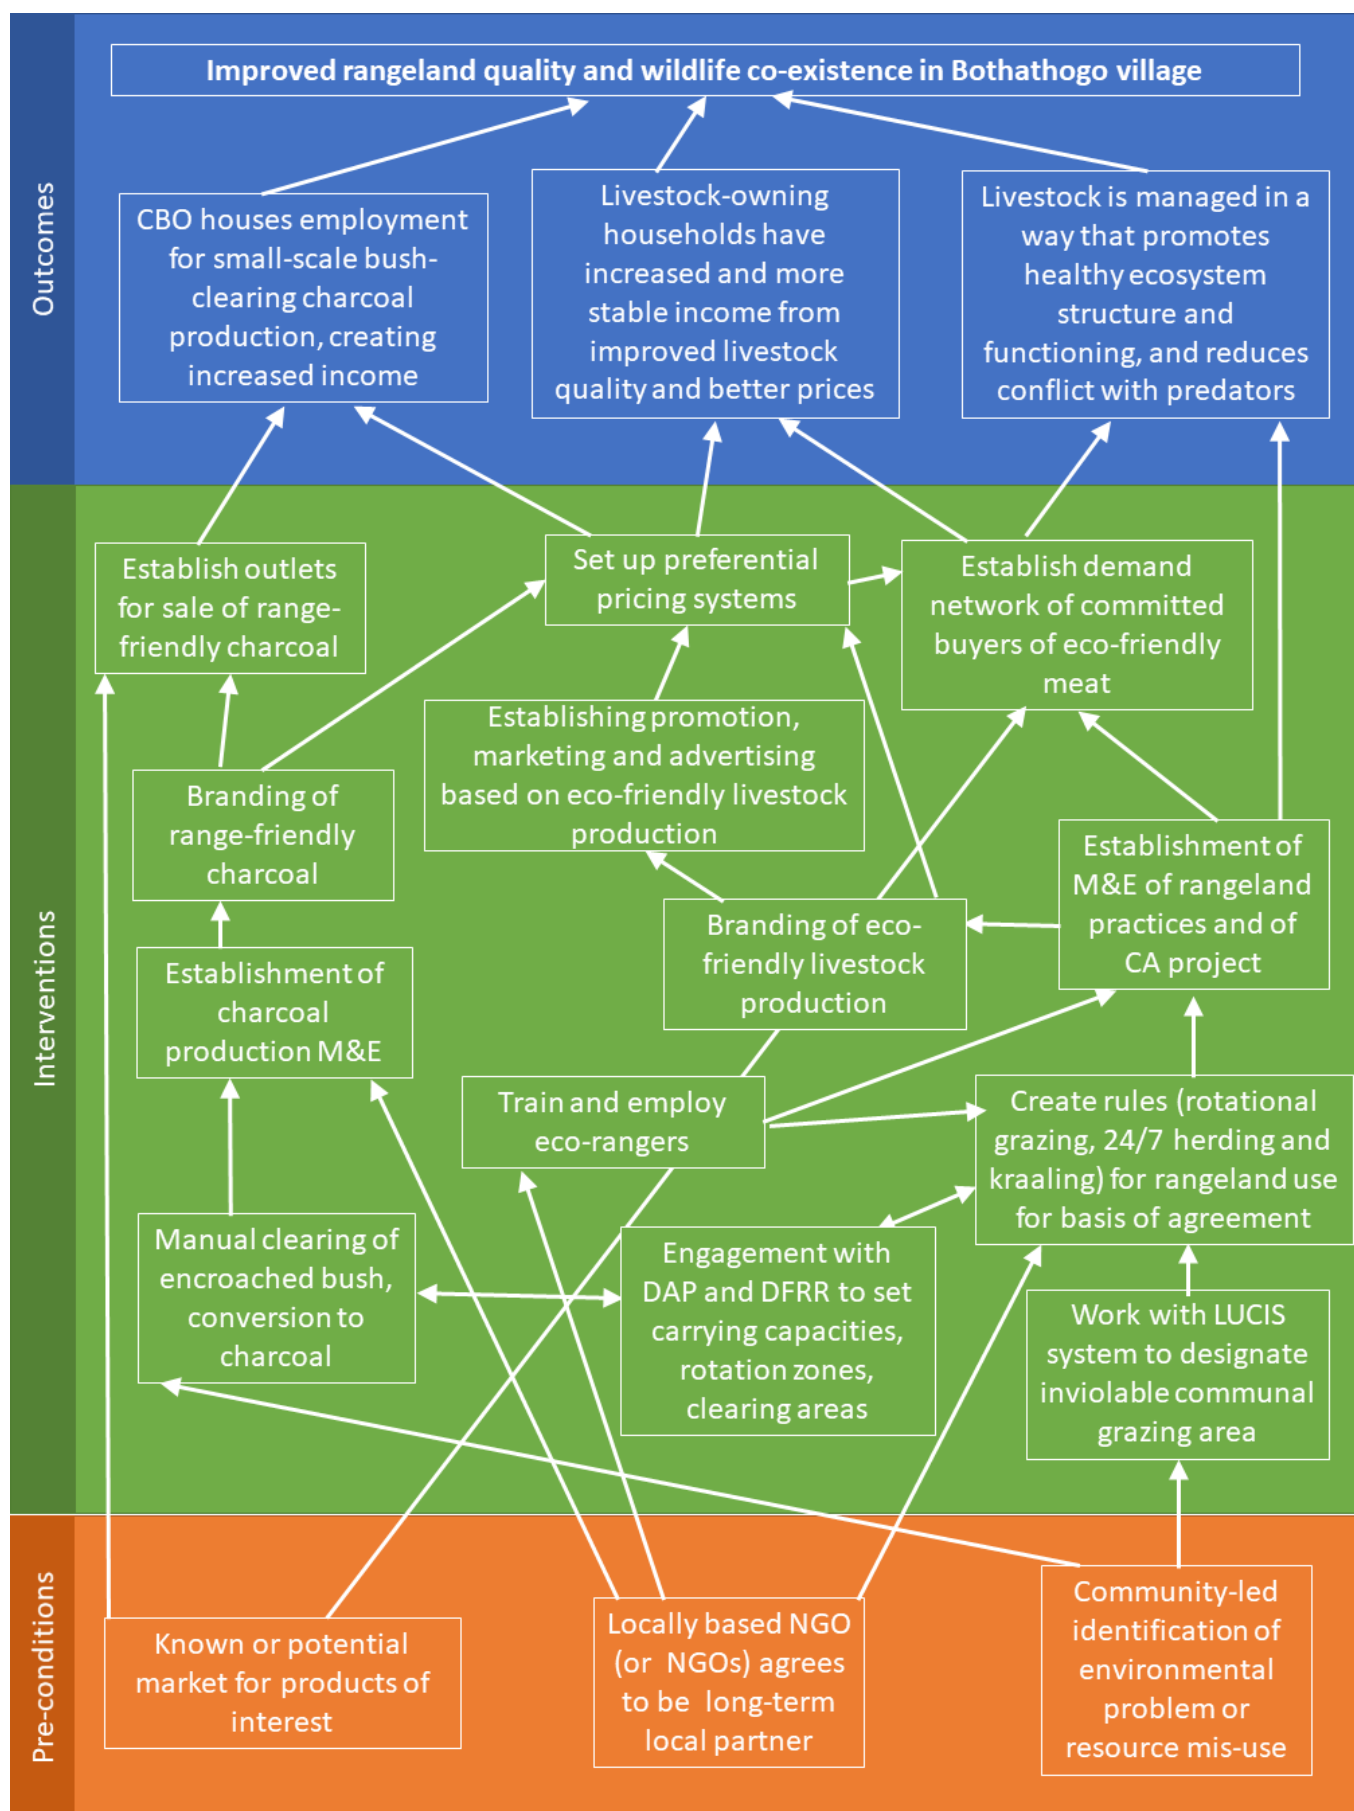 Improved rangeland quality and wildlife co-existence in Bothathogo village
Outcomes
CBO houses employment
for small-scale bush-
clearing charcoal
production, creating
increased income
Livestock-owning
households have
increased and more
stable income from
improved livestock
quality and better prices
Livestock is managed in a
way that promotes
healthy ecosystem
structure and
functioning, and reduces
conflict with predators
Interventions
Establish outlets
for sale of range-
friendly charcoal
Set up preferential
pricing systems
Establish demand
network of committed
buyers of eco-friendly
meat
Establishing promotion,
marketing and advertising
based on eco-friendly livestock
production
Branding of
range-friendly
charcoal
Establishment of
M&E of rangeland
practices and of
CA project
Branding of eco-
friendly livestock
production
Establishment of
charcoal
production M&E
Train and employ
eco-rangers
Create rules (rotational
grazing, 24/7 herding and
kraaling) for rangeland use
for basis of agreement
Manual clearing of
encroached bush,
conversion to
charcoal
Engagement with
DAP and DFRR to set
carrying capacities,
rotation zones,
clearing areas
Work with LUCIS
system to designate
inviolable communal
grazing area
Pre-conditions
Known or potential
market for products of
interest
Locally based NGO
(or NGOs) agrees
to be long-term
local partner
Community-led
identification of
environmental
problem or
resource mis-use